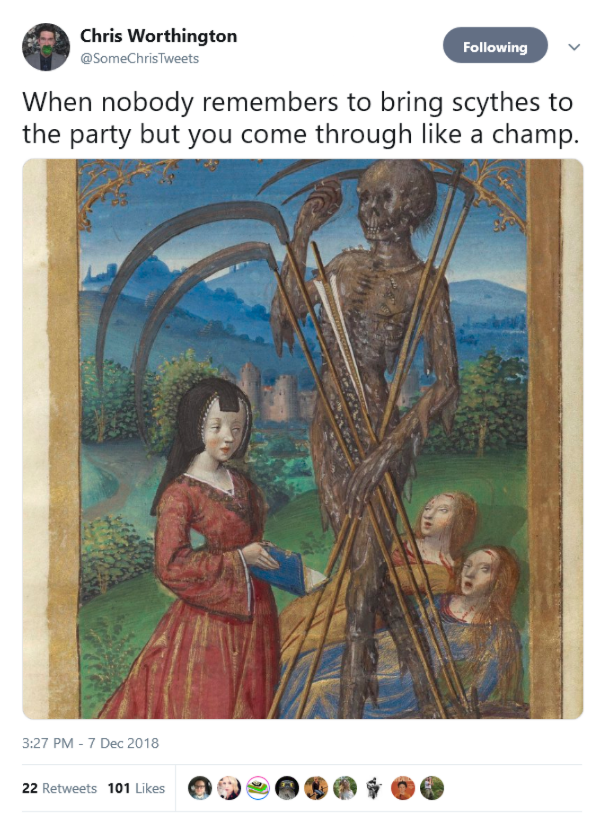 Chris Worthington
@SomeChrisTweets
Following
When nobody remembers to bring scythes to
the party but you come through like a champ.
3:27 PM - 7 Dec 2018
22 Retweets 101 Likes